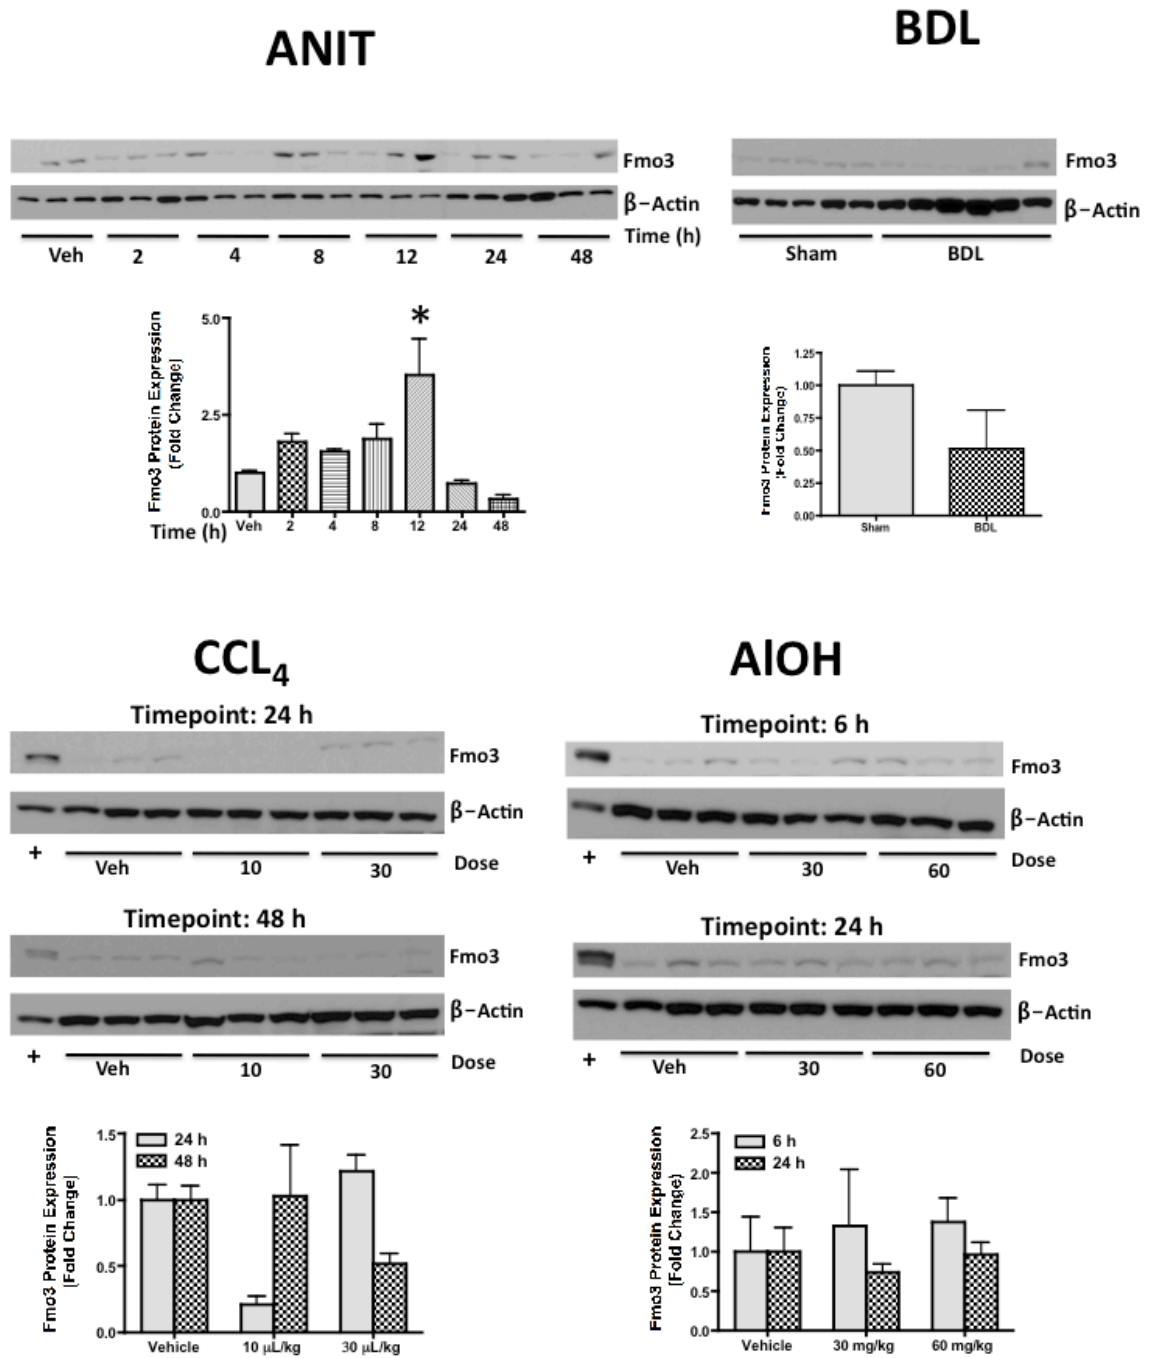 ANIT
Fmo3
β-Actin
Time (h)
Veh 2 4 8 12 24 48
Fmo3 Protein Expression
(Fold Change)
5.0
2.5
0.0
*
Time (h) Veh 2 4 8 12 24 48
BDL
Fmo3
β-Actin
Sham BDL
Fmo3 Protein Expression
(Fold Change)
1.25
1.00
0.75
0.50
0.25
0.00
Sham BDL
CCL4
Timepoint: 24 h
Fmo3
β-Actin
+ Veh 10 30 Dose
Timepoint: 48 h
Fmo3
β-Actin
+ Veh 10 30 Dose
Fmo3 Protein Expression
(Fold Change)
1.5
1.0
0.5
0.0
24 h
48 h
Vehicle 10 μL/kg 30 μL/kg
AlOH
Timepoint: 6 h
Fmo3
β-Actin
+ Veh 30 60 Dose
Timepoint: 24 h
Fmo3
β-Actin
+ Veh 30 60 Dose
Fmo3 Protein Expression
(Fold Change)
2.5
2.0
1.5
1.0
0.5
0.0
6 h
24 h
Vehicle 30 mg/kg 60 mg/kg